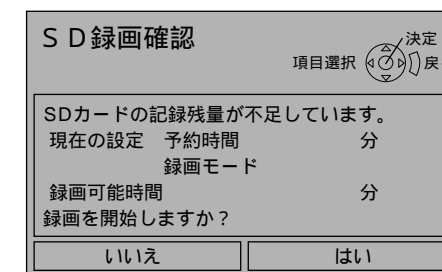 ＳＤ録画確認
決定
項目選択
戻
SDカードの記録残量が不足しています。
現在の設定　予約時間　分
録画モード
録画可能時間　分
録画を開始しますか？
いいえ　はい